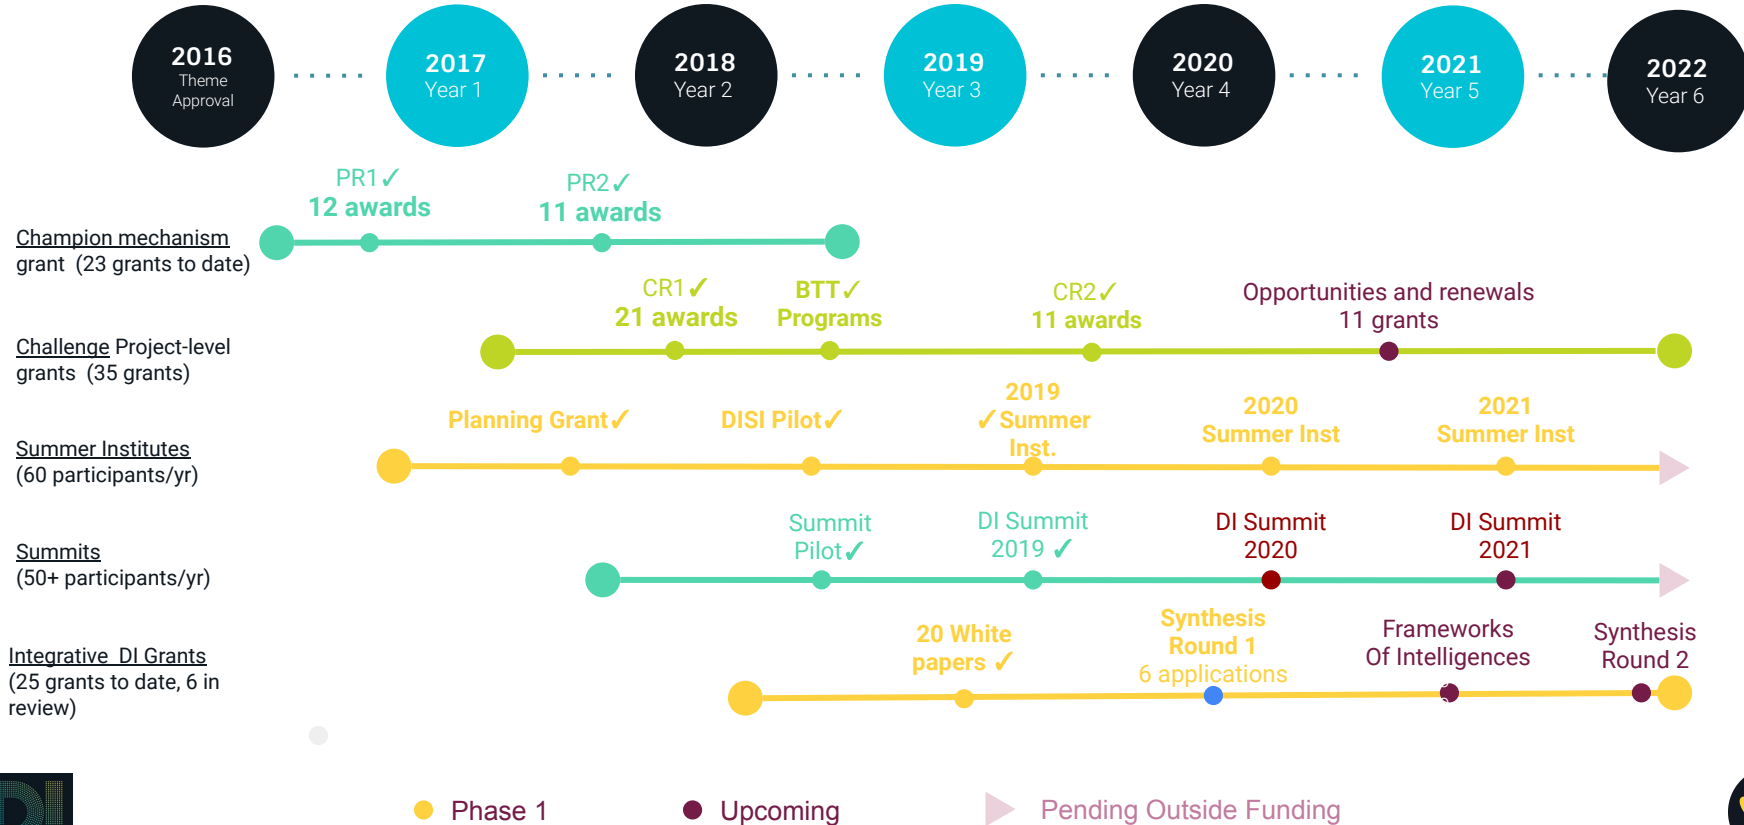 2016
Theme
Approval
2017
Year 1
2018
Year 2
2019
Year 3
2020
Year 4
2021
Year 5
2022
Year 6
PR1✓
12 awards
PR2✓
11 awards
Champion mechanism
grant (23 grants to date)
CR1✓
21 awards
BTT✓
Programs
CR2✓
11 awards
Opportunities and renewals
11 grants
Challenge Project-level
grants (35 grants)
Planning Grant✓
DISI Pilot✓
2019
✓Summer
Inst.
2020
Summer Inst
2021
Summer Inst
Summer Institutes
(60 participants/yr)
Summit
Pilot✓
DI Summit
2019 ✓
DI Summit
2020
DI Summit
2021
Summits
(50+ participants/yr)
20 White
papers ✓
Synthesis
Round 1
6 applications
Frameworks
Of Intelligences
Synthesis
Round 2
Integrative DI Grants
(25 grants to date, 6 in
review)
DI
Phase 1
Upcoming
Pending Outside Funding